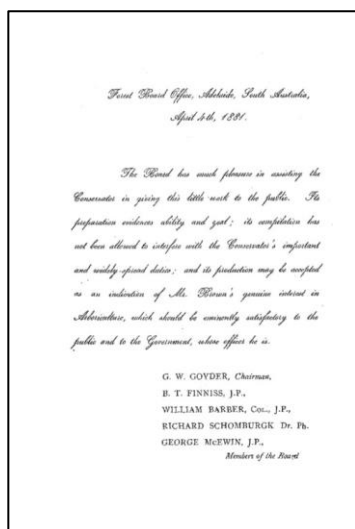 Forest Board Office, Adelaide, South Australia,
April 4th, 1881.
The Board has much pleasure in assisting the
Conservator in giving this little work to the public. Its
preparation evidences ability and zeal; its compilation has
not been allowed to interfere with the Conservator's important
and widely-spread duties; and its production may be accepted
as an indication of Mr. Brown's genuine interest in
Arboriculture, which should be eminently satisfactory to the
public and to the Government, whose officer he is.
G. W. GOYDER, Chairman,
B. T. FINNISS, J.P.,
WILLIAM BARBER, Col., J.P.,
RICHARD SCHOMBURGK Dr. Ph.
GEORGE McEWIN, J.P.,
Members of the Board